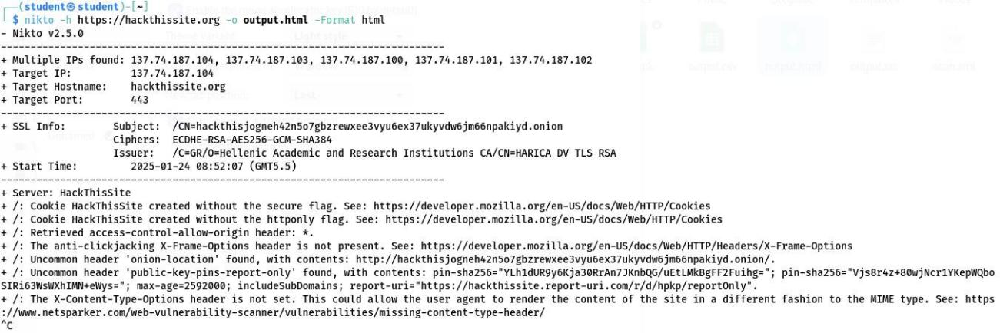 (student㉿student)-[~]
$ nikto -h https://hackthissite.org -o output.html -Format html
- Nikto v2.5.0
---------------------------------------------------------------------------
+ Multiple IPs found: 137.74.187.104, 137.74.187.103, 137.74.187.100, 137.74.187.101, 137.74.187.102
+ Target IP: 137.74.187.104
+ Target Hostname: hackthissite.org
+ Target Port: 443
---------------------------------------------------------------------------
+ SSL Info: Subject: /CN=hackthisjogneh42n5o7gbzrewxee3vyu6ex37ukyvdw6jm66npakiyd.onion
Ciphers: ECDHE-RSA-AES256-GCM-SHA384
Issuer: /C=GR/O=Hellenic Academic and Research Institutions CA/CN=HARICA DV TLS RSA
+ Start Time: 2025-01-24 08:52:07 (GMT5.5)
---------------------------------------------------------------------------
+ Server: HackThisSite
+ /: Cookie HackThisSite created without the secure flag. See: https://developer.mozilla.org/en-US/docs/Web/HTTP/Cookies
+ /: Cookie HackThisSite created without the httponly flag. See: https://developer.mozilla.org/en-US/docs/Web/HTTP/Cookies
+ /: Retrieved access-control-allow-origin header: *.
+ /: The anti-clickjacking X-Frame-Options header is not present. See: https://developer.mozilla.org/en-US/docs/Web/HTTP/Headers/X-Frame-Options
+ /: Uncommon header 'onion-location' found, with contents: http://hackthisjogneh42n5o7gbzrewxee3vyu6ex37ukyvdw6jm66npakiyd.onion/.
+ /: Uncommon header 'public-key-pins-report-only' found, with contents: pin-sha256="YLh1dUR9y6Kja30RrAn7JKnbQG/uEtLMkBgFF2Fuihg="; pin-sha256="Vjs8r4z+80wjNcr1YKepWQbo
SIRi63WsWXhIMN+eWys="; max-age=2592000; includeSubDomains; report-uri="https://hackthissite.report-uri.com/r/d/hpkp/reportOnly".
+ /: The X-Content-Type-Options header is not set. This could allow the user agent to render the content of the site in a different fashion to the MIME type. See: https
://www.netsparker.com/web-vulnerability-scanner/vulnerabilities/missing-content-type-header/
^C